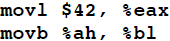 movl $42, %eax
movb %ah, %bl